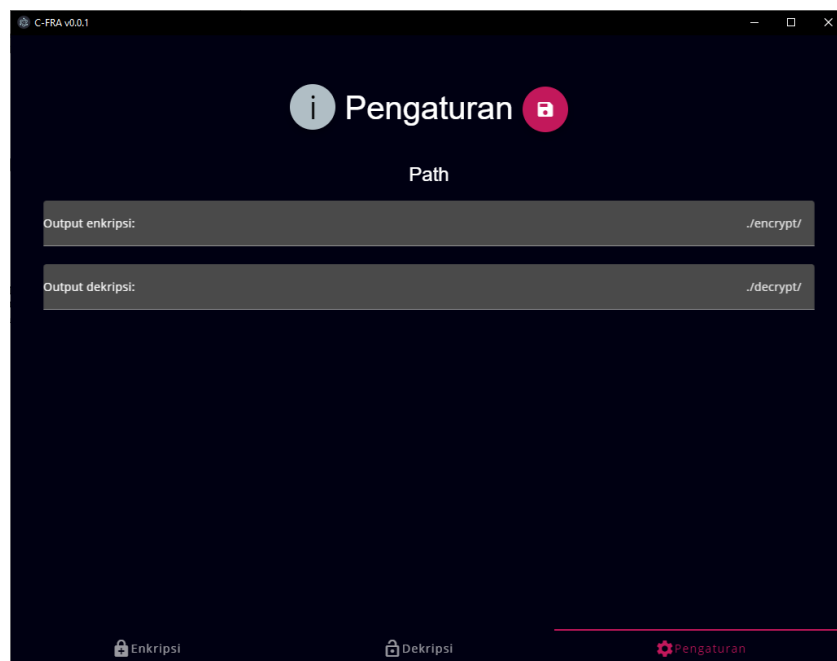 C-FRA v0.0.1
i Pengaturan
Path
Output enkripsi: ./encrypt/
Output dekripsi: ./decrypt/
Enkripsi Dekripsi Pengaturan